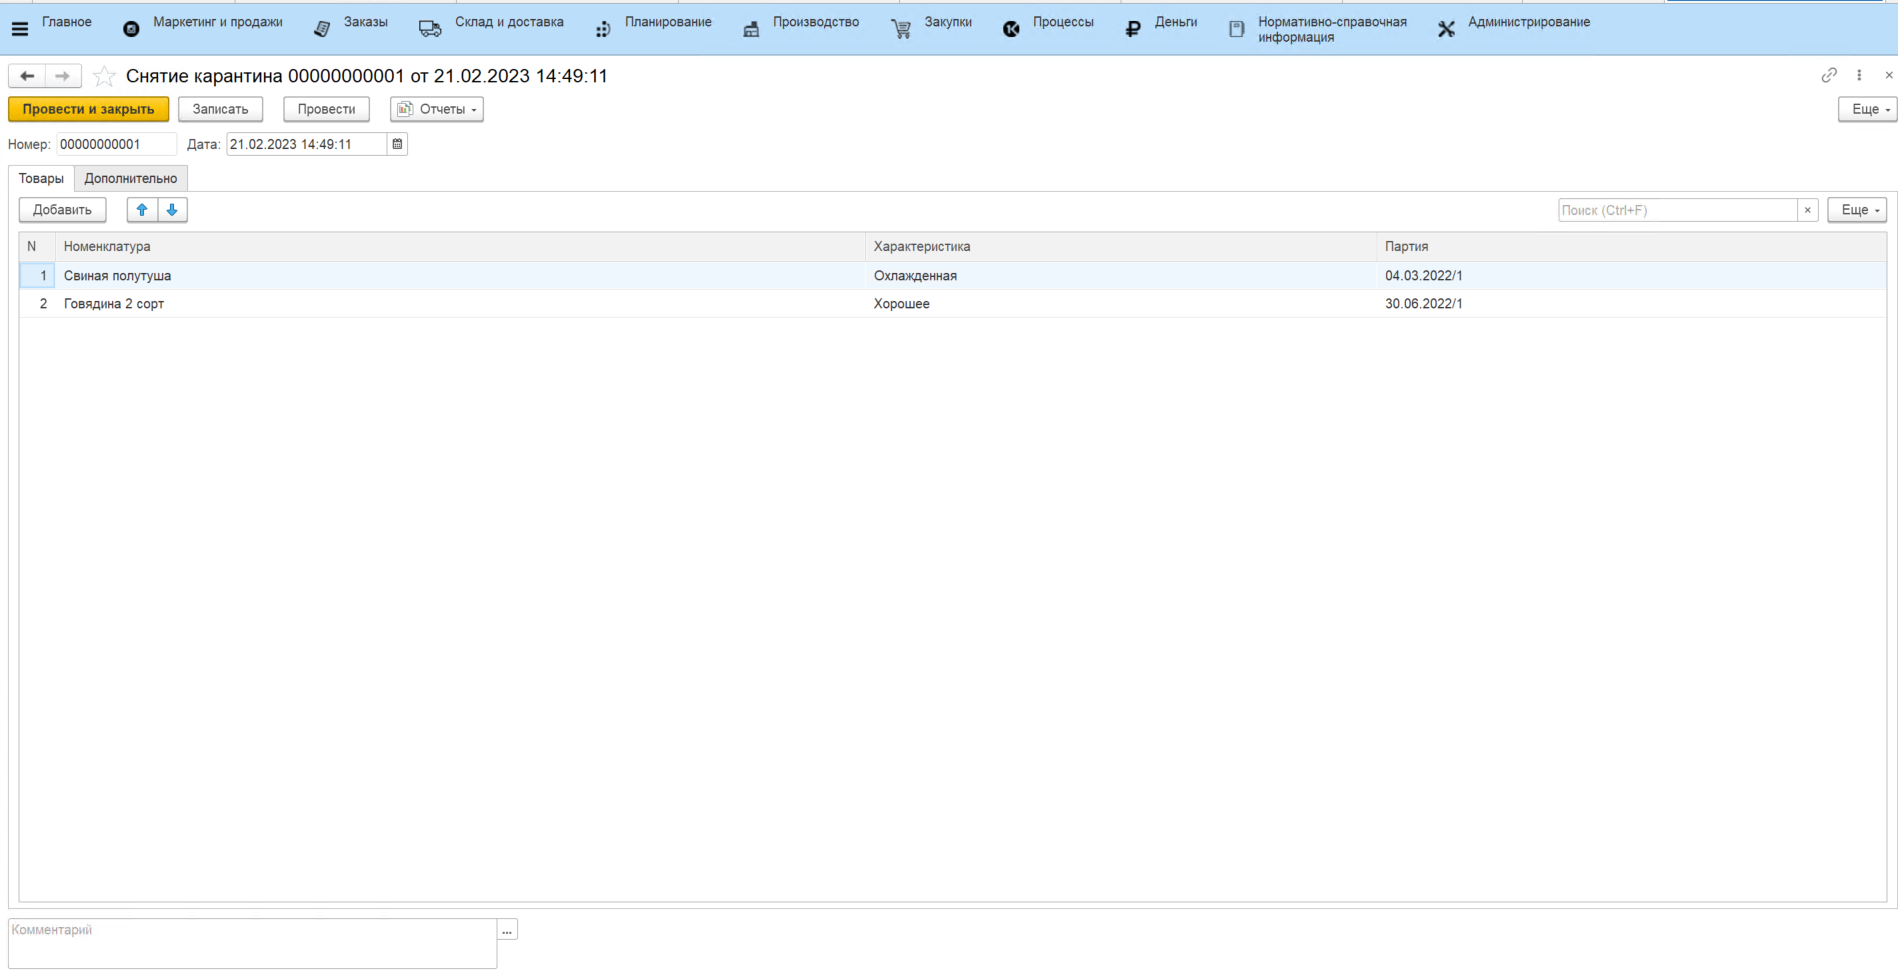 Главное
Маркетинг и продажи
Заказы
Склад и доставка
Планирование
Производство
Закупки
Процессы
Деньги
Нормативно-справочная
информация
Администрирование
Снятие карантина 00000000001 от 21.02.2023 14:49:11
Провести и закрыть
Записать
Провести
Отчеты
Еще
Номер: 00000000001 Дата: 21.02.2023 14:49:11
Товары
Дополнительно
Добавить
Поиск (Ctrl+F)
×
Еще
N Номенклатура Характеристика Партия
1 Свиная полутуша Охлажденная 04.03.2022/1
2 Говядина 2 сорт Хорошее 30.06.2022/1
Комментарий
...